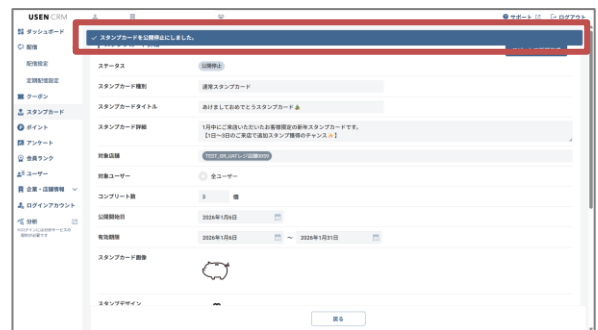 USEN CRM
サポート
ログアウト
ダッシュボード
配信
配信設定
定期配信設定
クーポン
スタンプカード
ポイント
アンケート
会員ランク
ユーザー
企業・店舗情報
ログインアカウント
分析
✓ スタンプカードを公開停止にしました。
ステータス
公開停止
スタンプカード種別
通常スタンプカード
スタンプカードタイトル
あけましておめでとうスタンプカード🎍
スタンプカード詳細
1月中にご来店いただいたお客様限定の新年スタンプカードです。
【1日〜3日のご来店で追加スタンプ獲得のチャンス🌅】
対象店舗
対象ユーザー
全ユーザー
コンプリート個
3 個
公開開始日
2026年1月6日
有効期限
2026年1月6日 〜 2026年1月31日
スタンプカード画像
スタンプデザイン
戻る